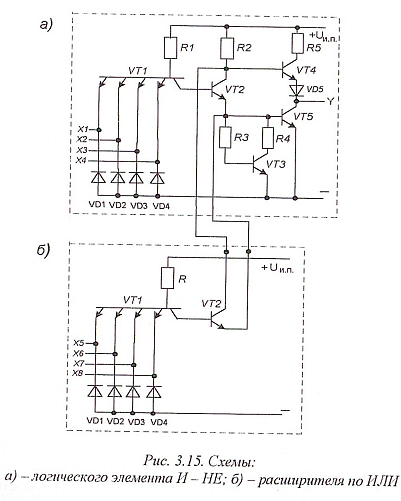 а)
+U и.п.
R1
R2
R5
VT1
VT4
VT2
VD5
Y
X1
X2
X3
X4
VT5
R3
R4
VT3
VD1 VD2 VD3 VD4
–
б)
+U и.п.
R
VT1
VT2
X5
X6
X7
X8
VD1 VD2 VD3 VD4
–
Рис. 3.15. Схемы:
а) – логического элемента И – НЕ; б) – расширителя по ИЛИ